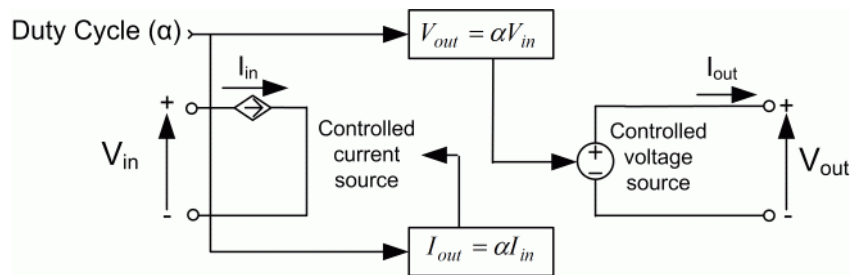 Duty Cycle (α)
V_out = αV_in
I_in
I_out
+
+
Controlled
current
source
+
−
Controlled
voltage
source
V_in
V_out
-
-
I_out = αI_in